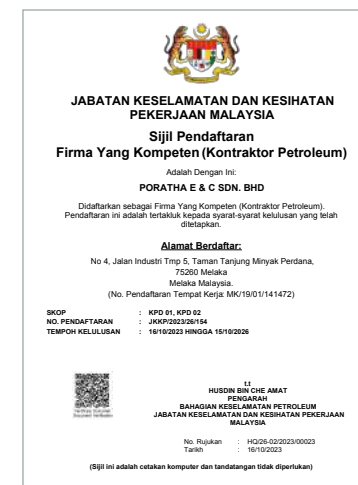 JABATAN KESELAMATAN DAN KESIHATAN
PEKERJAAN MALAYSIA
Sijil Pendaftaran
Firma Yang Kompeten (Kontraktor Petroleum)
Adalah Dengan Ini:
PORATHA E & C SDN. BHD
Didaftarkan sebagai Firma Yang Kompeten (Kontraktor Petroleum).
Pendaftaran ini adalah tertakluk kepada syarat-syarat kelulusan yang telah
ditetapkan.
Alamat Berdaftar:
No 4, Jalan Industri Tmp 5, Taman Tanjung Minyak Perdana,
75260 Melaka
Melaka Malaysia.
(No. Pendaftaran Tempat Kerja: MK/19/01/141472)
SKOP : KPD 01, KPD 02
NO. PENDAFTARAN : JKKP/2023/26/154
TEMPOH KELULUSAN : 16/10/2023 HINGGA 15/10/2026
t.t
HUSDIN BIN CHE AMAT
PENGARAH
BAHAGIAN KESELAMATAN PETROLEUM
JABATAN KESELAMATAN DAN KESIHATAN PEKERJAAN
MALAYSIA
No. Rujukan : HQ/26-02/2023/00023
Tarikh : 16/10/2023
(Sijil ini adalah cetakan komputer dan tandatangan tidak diperlukan)